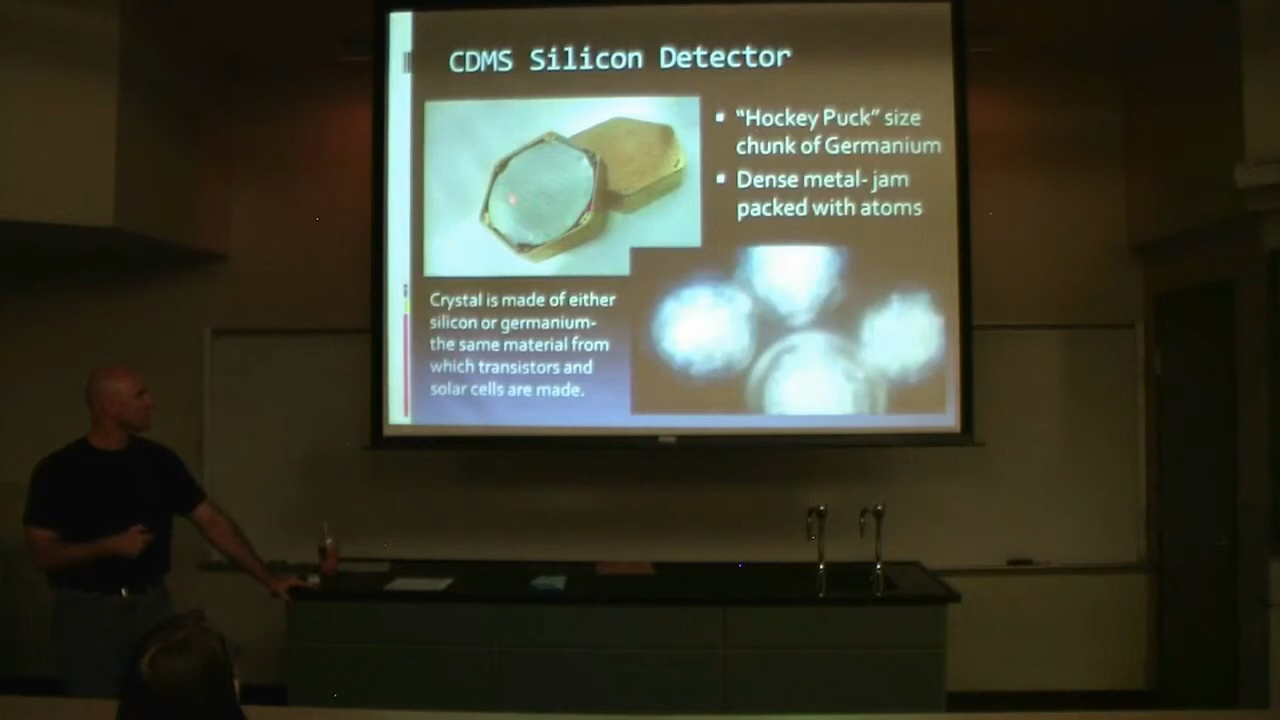 CDMS Silicon Detector
"Hockey Puck" size
chunk of Germanium
Dense metal- jam
packed with atoms
Crystal is made of either
silicon or germanium-
the same material from
which transistors and
solar cells are made.